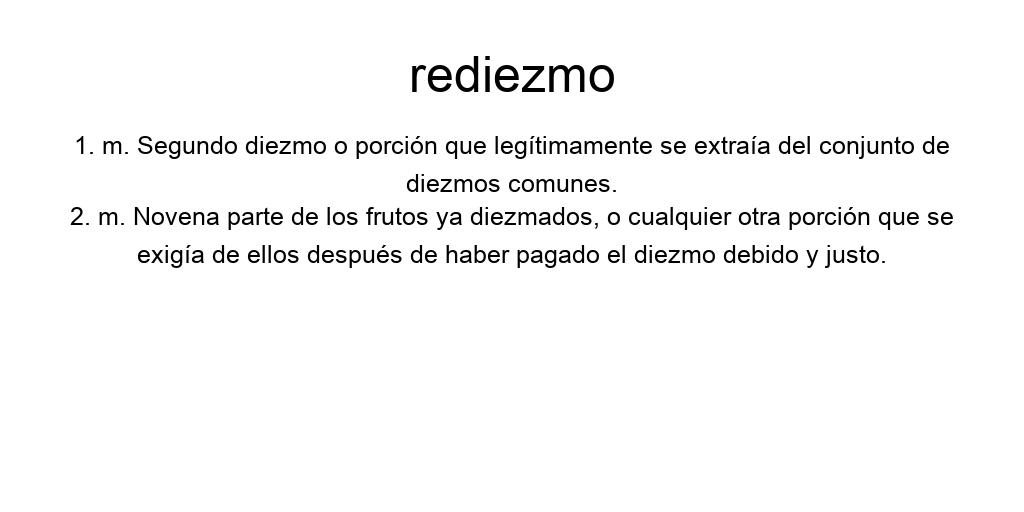 rediezmo
1. m. Segundo diezmo o porción que legítimamente se extraía del conjunto de
diezmos comunes.
2. m. Novena parte de los frutos ya diezmados, o cualquier otra porción que se
exigía de ellos después de haber pagado el diezmo debido y justo.